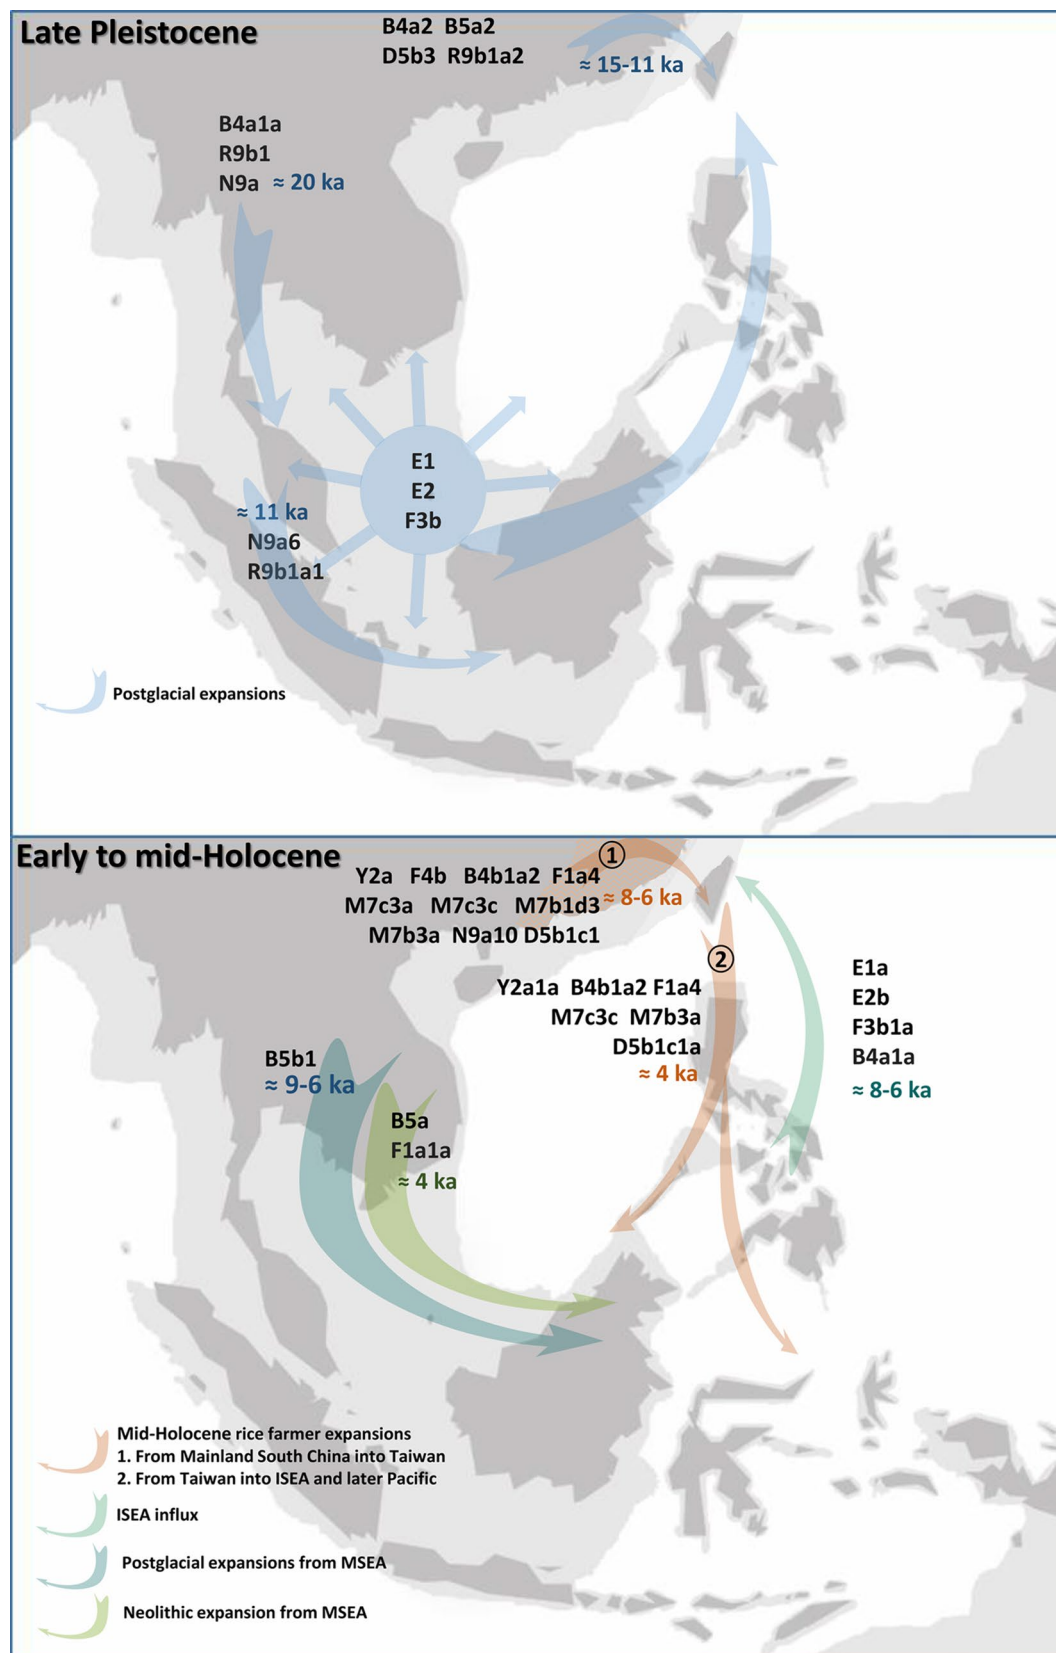 Late Pleistocene
B4a2 B5a2
D5b3 R9b1a2
≈ 15-11 ka
B4a1a
R9b1
N9a ≈ 20 ka
E1
E2
F3b
≈ 11 ka
N9a6
R9b1a1
Postglacial expansions
Early to mid-Holocene
1
Y2a F4b B4b1a2 F1a4
M7c3a M7c3c M7b1d3
M7b3a N9a10 D5b1c1
≈ 8-6 ka
2
Y2a1a B4b1a2 F1a4
M7c3c M7b3a
D5b1c1a
≈ 4 ka
E1a
E2b
F3b1a
B4a1a
≈ 8-6 ka
B5b1
≈ 9-6 ka
B5a
F1a1a
≈ 4 ka
Mid-Holocene rice farmer expansions
1. From Mainland South China into Taiwan
2. From Taiwan into ISEA and later Pacific
ISEA influx
Postglacial expansions from MSEA
Neolithic expansion from MSEA